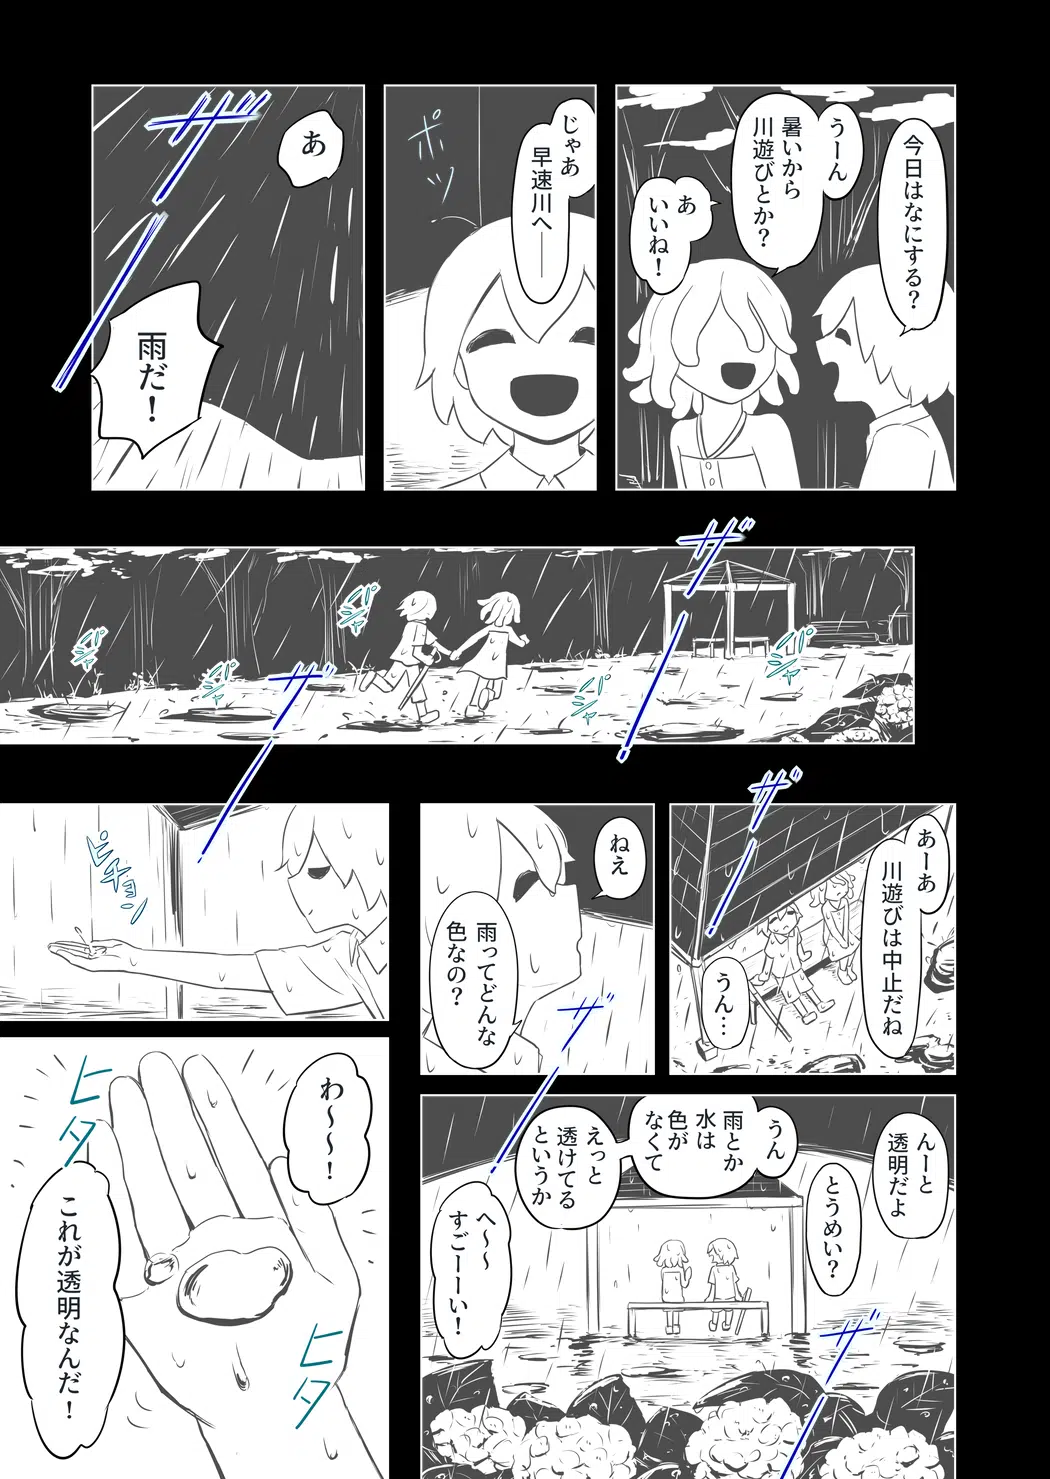 今日はなにする？
うーん
暑いから
川遊びとか？
あ
いいね！
じゃあ
早速川へ――
ポツ
あ
雨だ！
ザ――
ザ――
パシャ
パシャ
パシャ
パシャ
パシャ
ザ――
あーあ
川遊びは中止だね
うん…
ザ――
ねえ
雨ってどんな
色なの？
ザ――
ピチョン
んーと
透明だよ
とうめい？
うん
雨とか
水は
色が
なくて
えっと
透けてる
というか
へ～～
すごーーい！
ザ――
わ～～～！
ヒタ
ヒタ
これが透明なんだ！